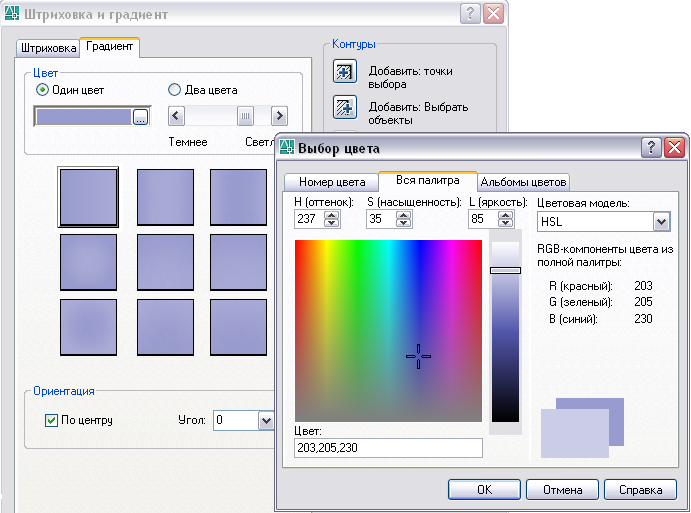 Штриховка и градиент
Штриховка
Градиент
Цвет
Один цвет
Два цвета
...
Темнее
Светл
Ориентация
По центру
Угол:
0
Контуры
Добавить: точки
выбора
Добавить: Выбрать
объекты
Выбор цвета
Номер цвета
Вся палитра
Альбомы цветов
H (оттенок):
S (насыщенность):
L (яркость):
237
35
85
Цветовая модель:
HSL
RGB-компоненты цвета из
полной палитры:
R (красный): 203
G (зеленый): 205
B (синий): 230
Цвет:
203,205,230
OK
Отмена
Справка